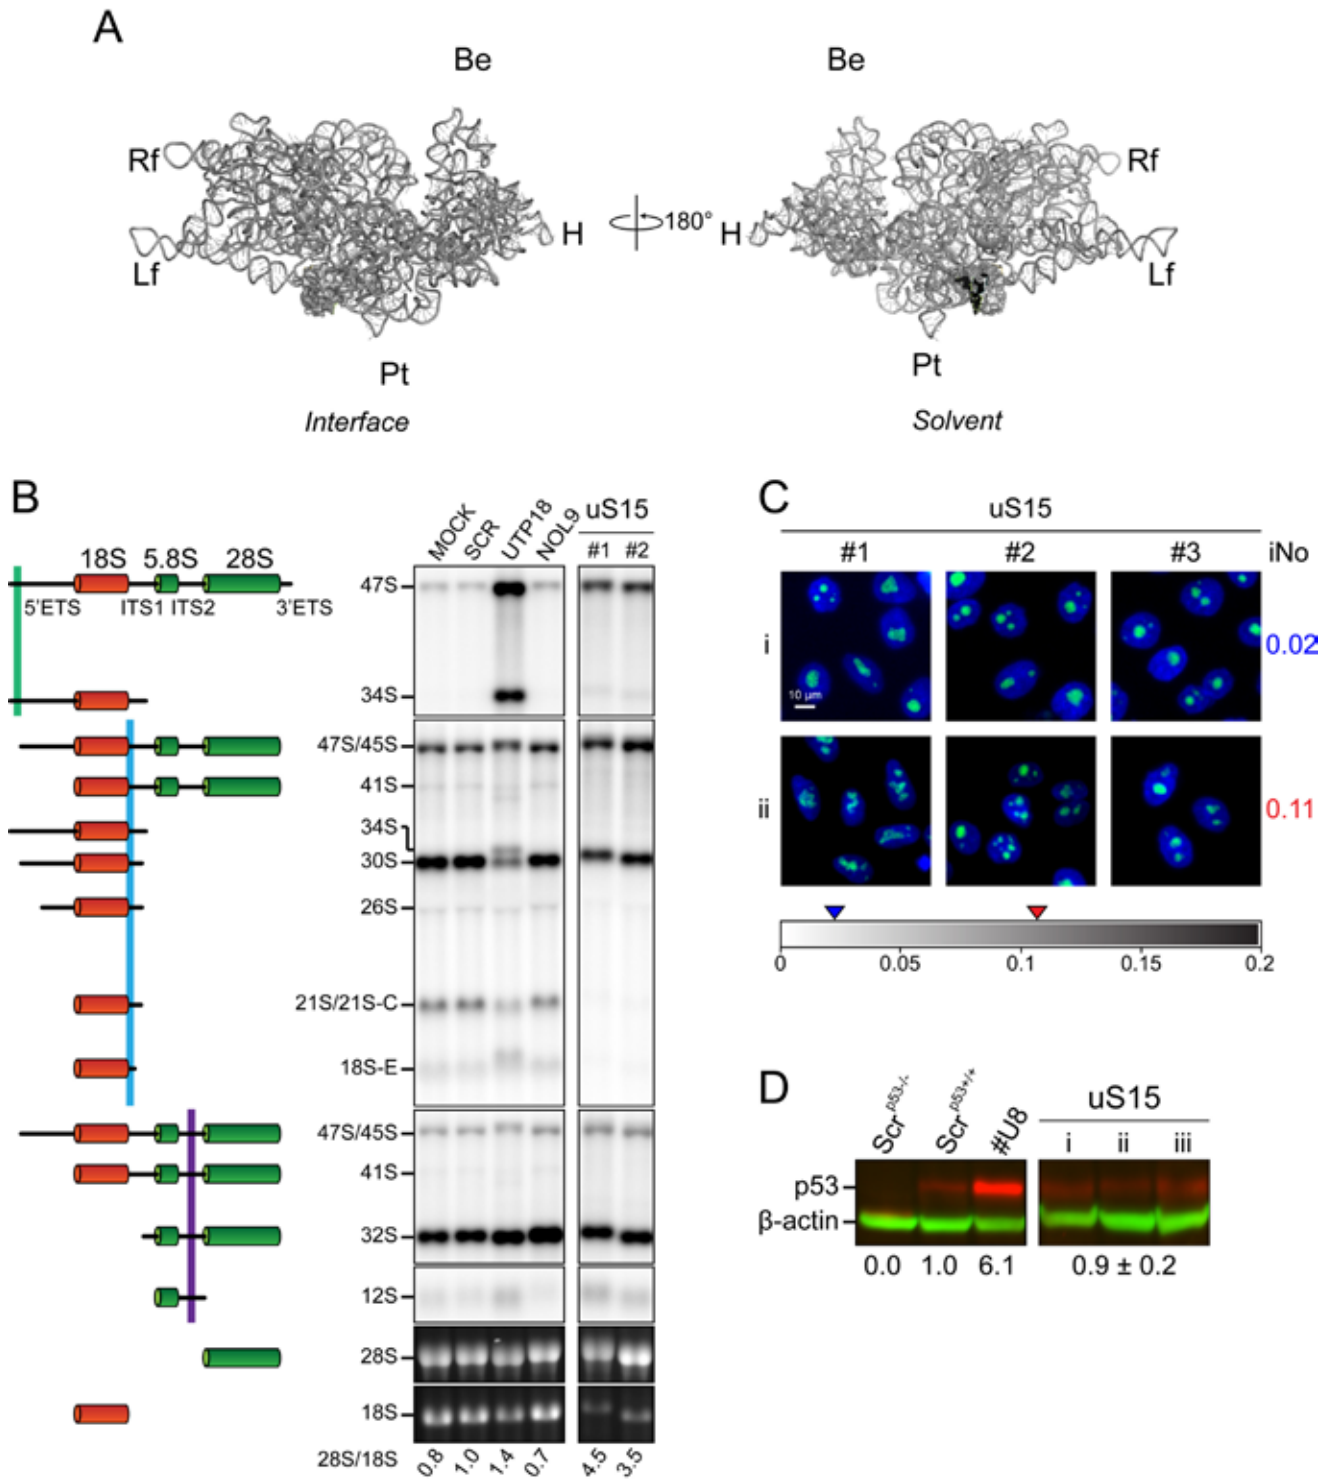 A
Be
Be
Rf
Rf
H
180°
H
Lf
Lf
Pt
Pt
Interface
Solvent
B
MOCK
SCR
UTP18
NOL9
uS15
#1
#2
18S
5.8S
28S
5'ETS
ITS1
ITS2
3'ETS
47S
34S
47S/45S
41S
34S
30S
26S
21S/21S-C
18S-E
47S/45S
41S
32S
12S
28S
18S
28S/18S
0.8
1.0
1.4
0.7
4.5
3.5
C
uS15
#1
#2
#3
iNo
i
10 µm
0.02
ii
0.11
0
0.05
0.1
0.15
0.2
D
Scr p53-/-
Scr p53+/+
#U8
uS15
i
ii
iii
p53
β-actin
0.0
1.0
6.1
0.9 ± 0.2